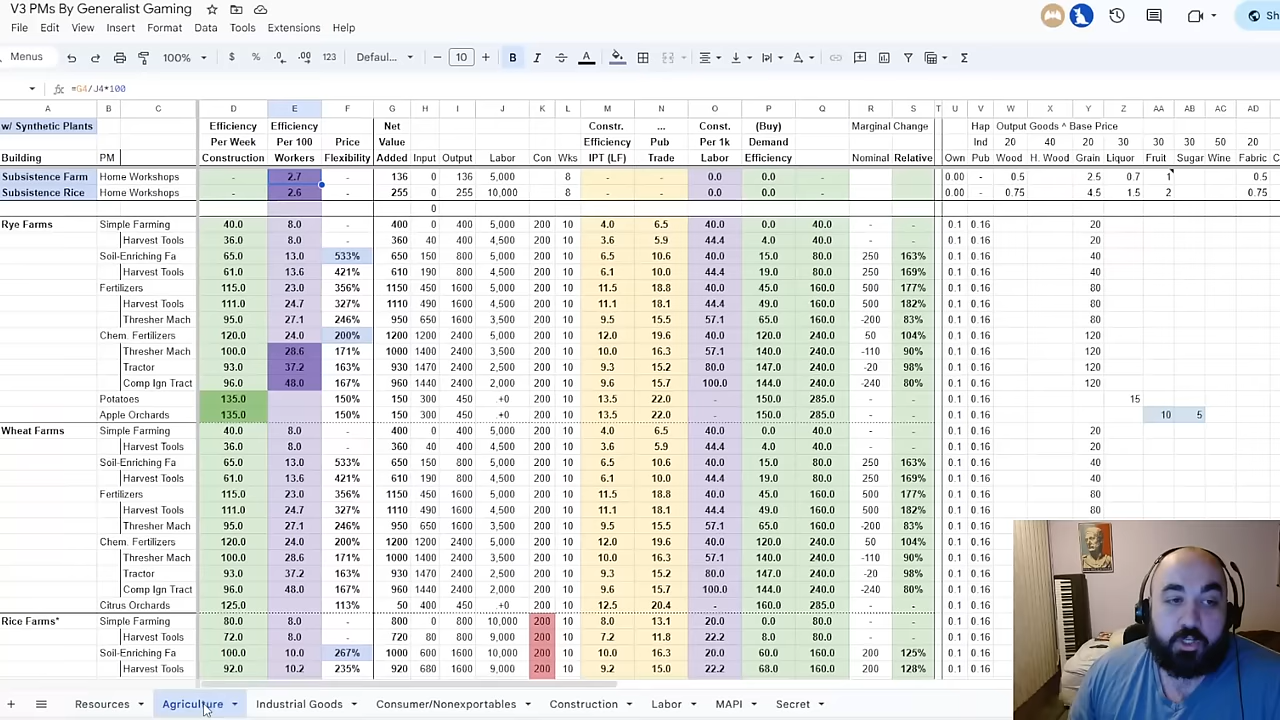 V3 PMs By Generalist Gaming
File Edit View Insert Format Data Tools Extensions Help
Menus 100% $ % .0 .00 123 Defaul... − 10 + B I A Σ
Sh
fx =G4/J4*100
A B C D E F G H I J K L M N O P Q R S T U V W X Y Z AA AB AC AD
w/ Synthetic Plants Efficiency Efficiency Net Constr. ... Const. (Buy) Marginal Change Hap Output Goods ^ Base Price
Per Week Per 100 Price Value Efficiency Pub Per 1k Demand Ind 20 40 20 30 30 30 50 20
Building PM Construction Workers Flexibility Added Input Output Labor Con Wks IPT (LF) Trade Labor Efficiency Nominal Relative Own Pub Wood H. Wood Grain Liquor Fruit Sugar Wine Fabric
Subsistence Farm Home Workshops - 2.7 - 136 0 136 5,000 8 - - 0.0 0.0 0.00 - 0.5 2.5 0.7 1 0.5
Subsistence Rice Home Workshops - 2.6 - 255 0 255 10,000 8 - - 0.0 0.0 0.00 - 0.75 4.5 1.5 2 0.75
0
Rye Farms Simple Farming 40.0 8.0 - 400 0 400 5,000 200 10 4.0 6.5 40.0 0.0 40.0 - - 0.1 0.16 20
Harvest Tools 36.0 8.0 - 360 40 400 4,500 200 10 3.6 5.9 44.4 4.0 40.0 - - 0.1 0.16 20
Soil-Enriching Fa 65.0 13.0 533% 650 150 800 5,000 200 10 6.5 10.6 40.0 15.0 80.0 250 163% 0.1 0.16 40
Harvest Tools 61.0 13.6 421% 610 190 800 4,500 200 10 6.1 10.0 44.4 19.0 80.0 250 169% 0.1 0.16 40
Fertilizers 115.0 23.0 356% 1150 450 1600 5,000 200 10 11.5 18.8 40.0 45.0 160.0 500 177% 0.1 0.16 80
Harvest Tools 111.0 24.7 327% 1110 490 1600 4,500 200 10 11.1 18.1 44.4 49.0 160.0 500 182% 0.1 0.16 80
Thresher Mach 95.0 27.1 246% 950 650 1600 3,500 200 10 9.5 15.5 57.1 65.0 160.0 -200 83% 0.1 0.16 80
Chem. Fertilizers 120.0 24.0 200% 1200 1200 2400 5,000 200 10 12.0 19.6 40.0 120.0 240.0 50 104% 0.1 0.16 120
Thresher Mach 100.0 28.6 171% 1000 1400 2400 3,500 200 10 10.0 16.3 57.1 140.0 240.0 -110 90% 0.1 0.16 120
Tractor 93.0 37.2 163% 930 1470 2400 2,500 200 10 9.3 15.2 80.0 147.0 240.0 -20 98% 0.1 0.16 120
Comp Ign Tract 96.0 48.0 167% 960 1440 2400 2,000 200 10 9.6 15.7 100.0 144.0 240.0 -240 80% 0.1 0.16 120
Potatoes 135.0 150% 150 300 450 +0 200 10 13.5 22.0 - 150.0 285.0 - - 0.1 0.16 15
Apple Orchards 135.0 150% 150 300 450 +0 200 10 13.5 22.0 - 150.0 285.0 - - 0.1 0.16 10 5
Wheat Farms Simple Farming 40.0 8.0 - 400 0 400 5,000 200 10 4.0 6.5 40.0 0.0 40.0 - - 0.1 0.16 20
Harvest Tools 36.0 8.0 - 360 40 400 4,500 200 10 3.6 5.9 44.4 4.0 40.0 - - 0.1 0.16 20
Soil-Enriching Fa 65.0 13.0 533% 650 150 800 5,000 200 10 6.5 10.6 40.0 15.0 80.0 250 163% 0.1 0.16 40
Harvest Tools 61.0 13.6 421% 610 190 800 4,500 200 10 6.1 10.0 44.4 19.0 80.0 250 169% 0.1 0.16 40
Fertilizers 115.0 23.0 356% 1150 450 1600 5,000 200 10 11.5 18.8 40.0 45.0 160.0 500 177% 0.1 0.16 80
Harvest Tools 111.0 24.7 327% 1110 490 1600 4,500 200 10 11.1 18.1 44.4 49.0 160.0 500 182% 0.1 0.16 80
Thresher Mach 95.0 27.1 246% 950 650 1600 3,500 200 10 9.5 15.5 57.1 65.0 160.0 -200 83% 0.1 0.16
Chem. Fertilizers 120.0 24.0 200% 1200 1200 2400 5,000 200 10 12.0 19.6 40.0 120.0 240.0 50 104% 0.1 0.16
Thresher Mach 100.0 28.6 171% 1000 1400 2400 3,500 200 10 10.0 16.3 57.1 140.0 240.0 -110 90% 0.1 0.16
Tractor 93.0 37.2 163% 930 1470 2400 2,500 200 10 9.3 15.2 80.0 147.0 240.0 -20 98% 0.1 0.16
Comp Ign Tract 96.0 48.0 167% 960 1440 2400 2,000 200 10 9.6 15.7 100.0 144.0 240.0 -240 80% 0.1 0.16
Citrus Orchards 125.0 113% 50 400 450 +0 200 10 12.5 20.4 - 160.0 285.0 - - 0.1 0.16
Rice Farms* Simple Farming 80.0 8.0 - 800 0 800 10,000 200 10 8.0 13.1 20.0 0.0 80.0 - - 0.1 0.16
Harvest Tools 72.0 8.0 - 720 80 800 9,000 200 10 7.2 11.8 22.2 8.0 80.0 - - 0.1 0.16
Soil-Enriching Fa 100.0 10.0 267% 1000 600 1600 10,000 200 10 10.0 16.3 20.0 60.0 160.0 200 125% 0.1 0.16
Harvest Tools 92.0 10.2 235% 920 680 1600 9,000 200 10 9.2 15.0 22.2 68.0 160.0 200 128% 0.1 0.16
Resources Agriculture Industrial Goods Consumer/Nonexportables Construction Labor MAPI Secret